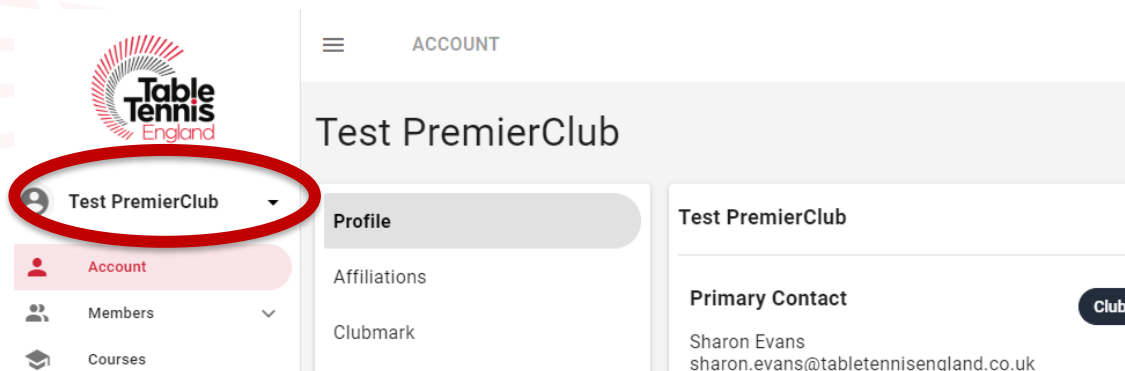 Table
Tennis
England
ACCOUNT
Test PremierClub
Test PremierClub
Account
Members
Courses
Profile
Affiliations
Clubmark
Test PremierClub
Primary Contact
Club
Sharon Evans
sharon.evans@tabletennisengland.co.uk